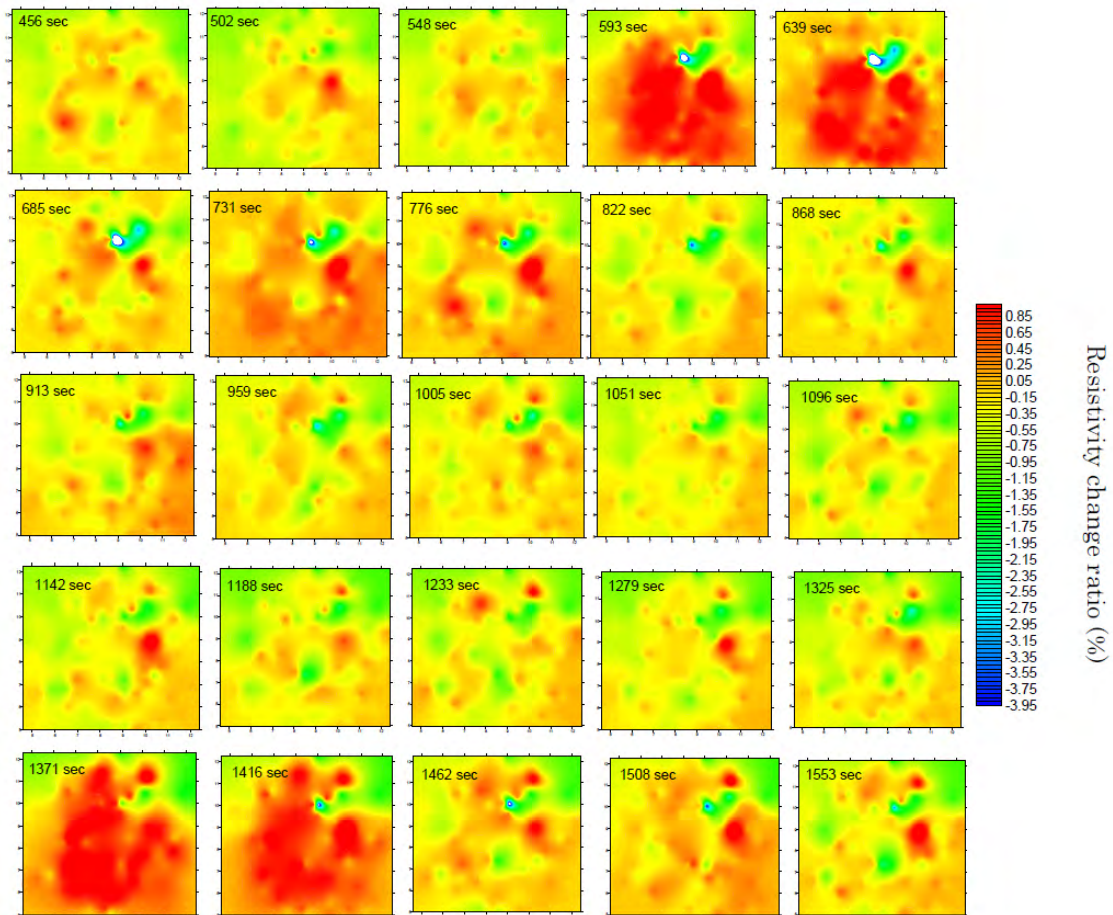 456 sec
502 sec
548 sec
593 sec
639 sec
685 sec
731 sec
776 sec
822 sec
868 sec
913 sec
959 sec
1005 sec
1051 sec
1096 sec
1142 sec
1188 sec
1233 sec
1279 sec
1325 sec
1371 sec
1416 sec
1462 sec
1508 sec
1553 sec
0.85
0.65
0.45
0.25
0.05
-0.15
-0.35
-0.55
-0.75
-0.95
-1.15
-1.35
-1.55
-1.75
-1.95
-2.15
-2.35
-2.55
-2.75
-2.95
-3.15
-3.35
-3.55
-3.75
-3.95
Resistivity change ratio (%)